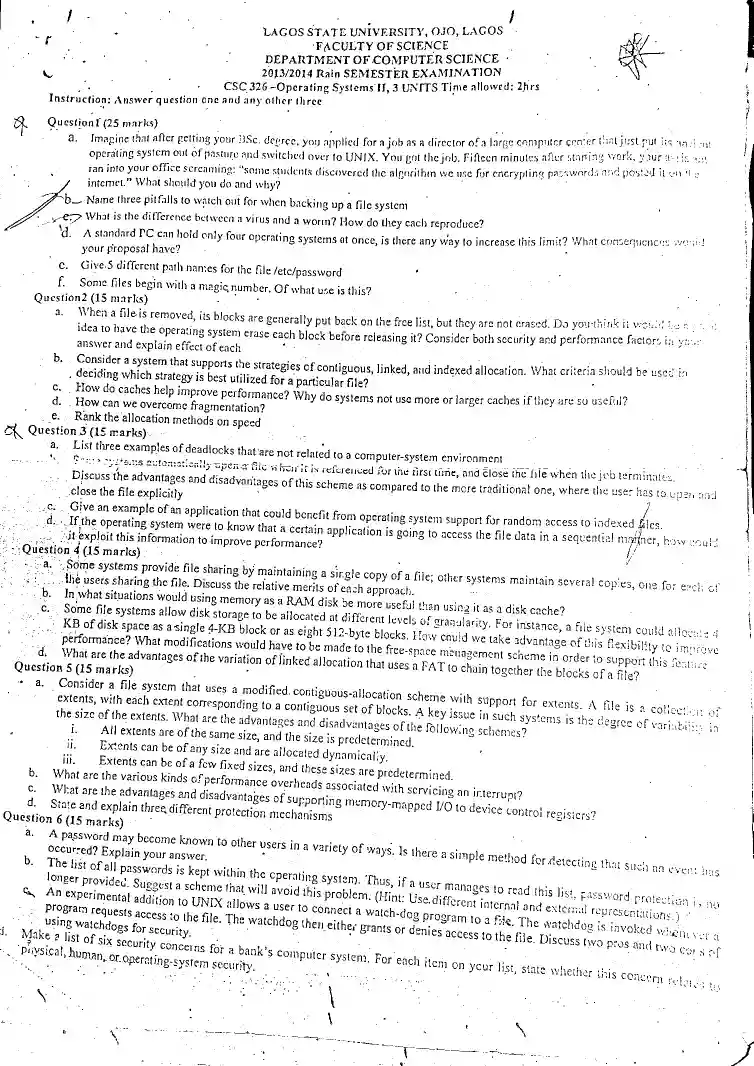 LAGOS STATE UNIVERSITY, OJO, LAGOS
FACULTY OF SCIENCE
DEPARTMENT OF COMPUTER SCIENCE
2013/2014 Rain SEMESTER EXAMINATION
CSC 326 –Operating Systems II, 3 UNITS Time allowed: 2hrs
Instruction: Answer question one and any other three
Question1 (25 marks)
a. Imagine that after getting your BSc. degree, you applied for a job as a director of a large computer center that just put its
operating system out of pasture and switched over to UNIX. You got the job. Fifteen minutes after starting work, your
ran into your office screaming: "some students discovered the algorithm we use for encrypting passwords and posted it on the
internet." What should you do and why?
b. Name three pitfalls to watch out for when backing up a file system
c. What is the difference between a virus and a worm? How do they each reproduce?
d. A standard PC can hold only four operating systems at once, is there any way to increase this limit? What consequences would
your proposal have?
e. Give 5 different path names for the file /etc/password
f. Some files begin with a magic number. Of what use is this?
Question2 (15 marks)
a. When a file is removed, its blocks are generally put back on the free list, but they are not erased. Do you think it would be a
idea to have the operating system erase each block before releasing it? Consider both security and performance factors in your
answer and explain effect of each
b. Consider a system that supports the strategies of contiguous, linked, and indexed allocation. What criteria should be used in
deciding which strategy is best utilized for a particular file?
c. How do caches help improve performance? Why do systems not use more or larger caches if they are so useful?
d. How can we overcome fragmentation?
e. Rank the allocation methods on speed
Question 3 (15 marks)
a. List three examples of deadlocks that are not related to a computer-system environment
systems automatically open a file when it is referenced for the first time, and close the file when the job terminates.
Discuss the advantages and disadvantages of this scheme as compared to the more traditional one, where the user has to open and
close the file explicitly
c. Give an example of an application that could benefit from operating system support for random access to indexed files.
d. If the operating system were to know that a certain application is going to access the file data in a sequential manner, how could
it exploit this information to improve performance?
Question 4 (15 marks)
a. Some systems provide file sharing by maintaining a single copy of a file; other systems maintain several copies, one for each of
the users sharing the file. Discuss the relative merits of each approach.
b. In what situations would using memory as a RAM disk be more useful than using it as a disk cache?
c. Some file systems allow disk storage to be allocated at different levels of granularity. For instance, a file system could allocate 4
KB of disk space as a single 4-KB block or as eight 512-byte blocks. How could we take advantage of this flexibility to improve
performance? What modifications would have to be made to the free-space management scheme in order to support this feature
d. What are the advantages of the variation of linked allocation that uses a FAT to chain together the blocks of a file?
Question 5 (15 marks)
a. Consider a file system that uses a modified contiguous-allocation scheme with support for extents. A file is a collection of
extents, with each extent corresponding to a contiguous set of blocks. A key issue in such systems is the degree of variability in
the size of the extents. What are the advantages and disadvantages of the following schemes?
i. All extents are of the same size, and the size is predetermined.
ii. Extents can be of any size and are allocated dynamically.
iii. Extents can be of a few fixed sizes, and these sizes are predetermined.
b. What are the various kinds of performance overheads associated with servicing an interrupt?
c. What are the advantages and disadvantages of supporting memory-mapped I/O to device control registers?
d. State and explain three different protection mechanisms
Question 6 (15 marks)
a. A password may become known to other users in a variety of ways. Is there a simple method for detecting that such an event has
occurred? Explain your answer.
b. The list of all passwords is kept within the operating system. Thus, if a user manages to read this list, password protection is no
longer provided. Suggest a scheme that will avoid this problem. (Hint: Use different internal and external representations.)
c. An experimental addition to UNIX allows a user to connect a watch-dog program to a file. The watchdog is invoked whenever a
program requests access to the file. The watchdog then either grants or denies access to the file. Discuss two pros and two cons of
using watchdogs for security.
d. Make a list of six security concerns for a bank's computer system. For each item on your list, state whether this concern relates to
physical, human, or operating-system security.